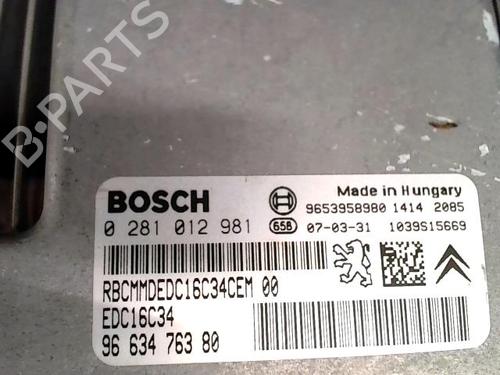 B-PARTS
BOSCH
Made in Hungary
9653958980 1414 2085
0 281 012 981
65B 07-03-31 1039S15669
RBCMMDEDC16C34CEM 00
EDC16C34
96 634 763 80